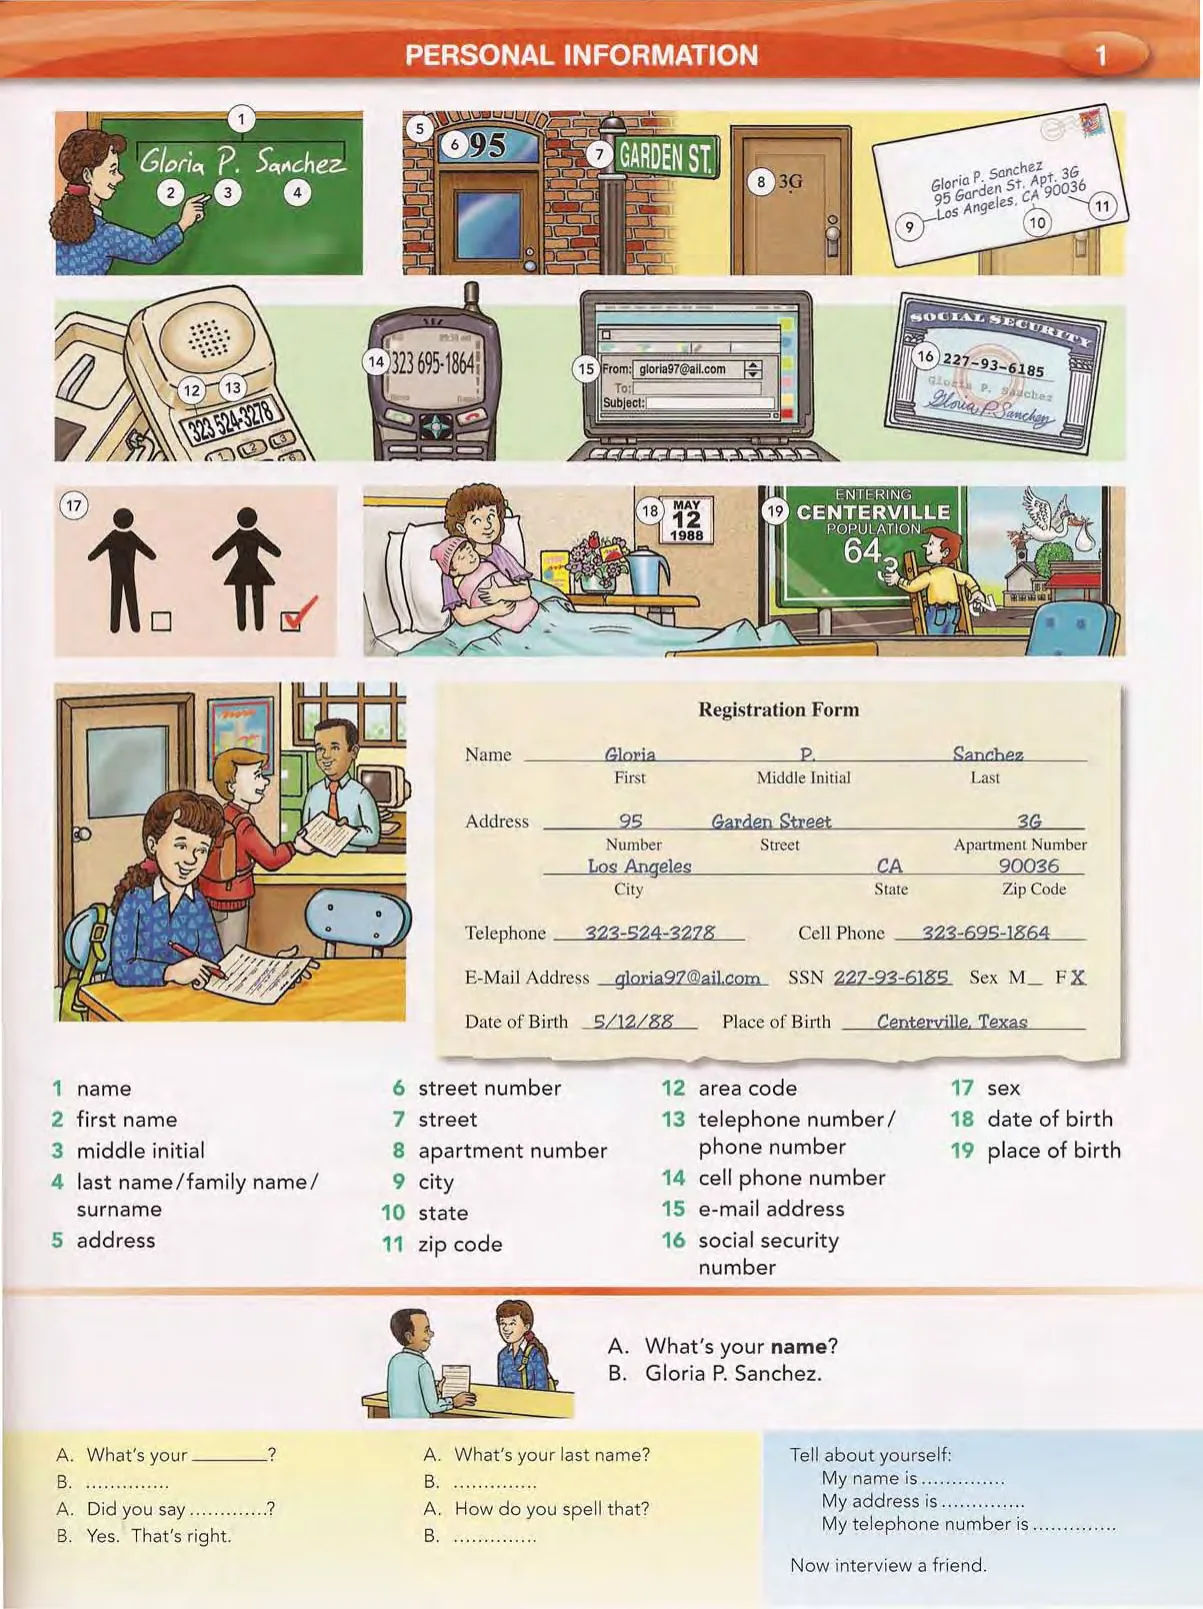 PERSONAL INFORMATION
1
1
Gloria P. Sanchez
2
3
4
5
6
95
7
GARDEN ST.
8
3G
Gloria P. Sanchez
95 Garden St. Apt. 3G
Los Angeles, CA 90036
9
10
11
12
13
323 524-3278
14
323 695-1864
15
From: gloria97@ail.com
To:
Subject:
SOCIAL SECURITY
16
227-93-6185
Gloria P. Sanchez
Gloria P. Sanchez
17
18
MAY
12
1988
19
ENTERING
CENTERVILLE
POPULATION
64
Registration Form
Name Gloria P. Sanchez
First Middle Initial Last
Address 95 Garden Street 3G
Number Street Apartment Number
Los Angeles CA 90036
City State Zip Code
Telephone 323-524-3278 Cell Phone 323-695-1864
E-Mail Address gloria97@ail.com SSN 227-93-6185 Sex M_ F X
Date of Birth 5/12/88 Place of Birth Centerville, Texas
1 name
2 first name
3 middle initial
4 last name/family name/
surname
5 address
6 street number
7 street
8 apartment number
9 city
10 state
11 zip code
12 area code
13 telephone number/
phone number
14 cell phone number
15 e-mail address
16 social security
number
17 sex
18 date of birth
19 place of birth
A. What's your name?
B. Gloria P. Sanchez.
A. What's your ________?
B. ..............
A. Did you say .............?
B. Yes. That's right.
A. What's your last name?
B. ..............
A. How do you spell that?
B. ..............
Tell about yourself:
My name is ..............
My address is ..............
My telephone number is ..............
Now interview a friend.